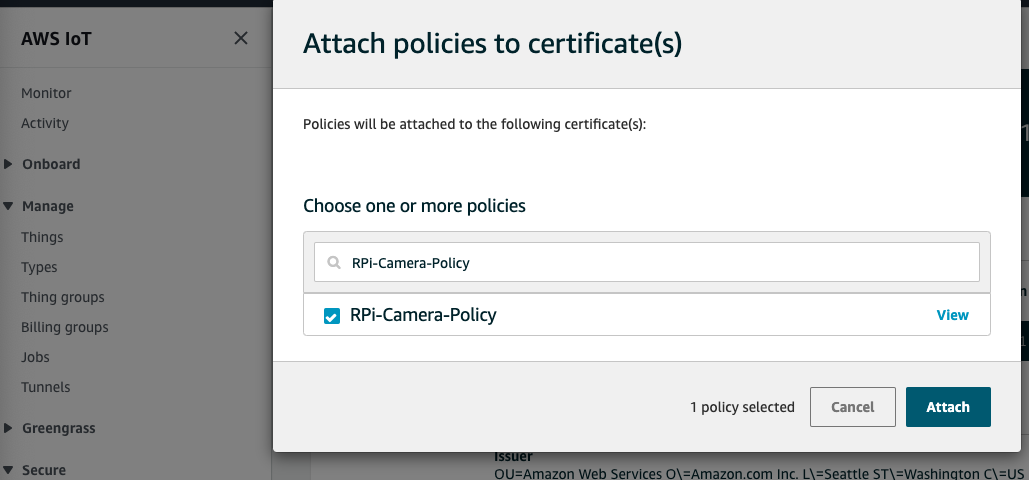 AWS IoT
Monitor
Activity
Onboard
Manage
Things
Types
Thing groups
Billing groups
Jobs
Tunnels
Greengrass
Secure
Attach policies to certificate(s)
Policies will be attached to the following certificate(s):
Choose one or more policies
RPi-Camera-Policy
RPi-Camera-Policy View
1 policy selected Cancel Attach
Issuer
OU=Amazon Web Services O\=Amazon.com Inc. L\=Seattle ST\=Washington C\=US